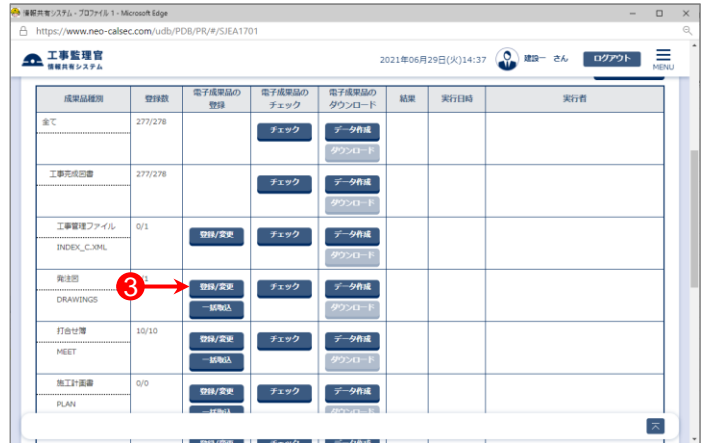 情報共有システム - プロファイル 1 - Microsoft Edge
https://www.neo-calsec.com/udb/PDB/PR/#/SJEA1701
工事監理官
情報共有システム
2021年06月29日(火)14:37
建設一 さん
ログアウト
MENU
成果品種別 登録数 電子成果品の登録 電子成果品のチェック 電子成果品のダウンロード 結果 実行日時 実行者
全て 277/278 チェック データ作成
ダウンロード
工事完成図書 277/278 チェック データ作成
ダウンロード
工事管理ファイル 0/1 登録/変更 チェック データ作成
INDEX_C.XML ダウンロード
発注図 登録/変更 チェック データ作成
3
DRAWINGS 一括取込 ダウンロード
打合せ簿 10/10 登録/変更 チェック データ作成
MEET 一括取込 ダウンロード
施工計画書 0/0 登録/変更 チェック データ作成
PLAN